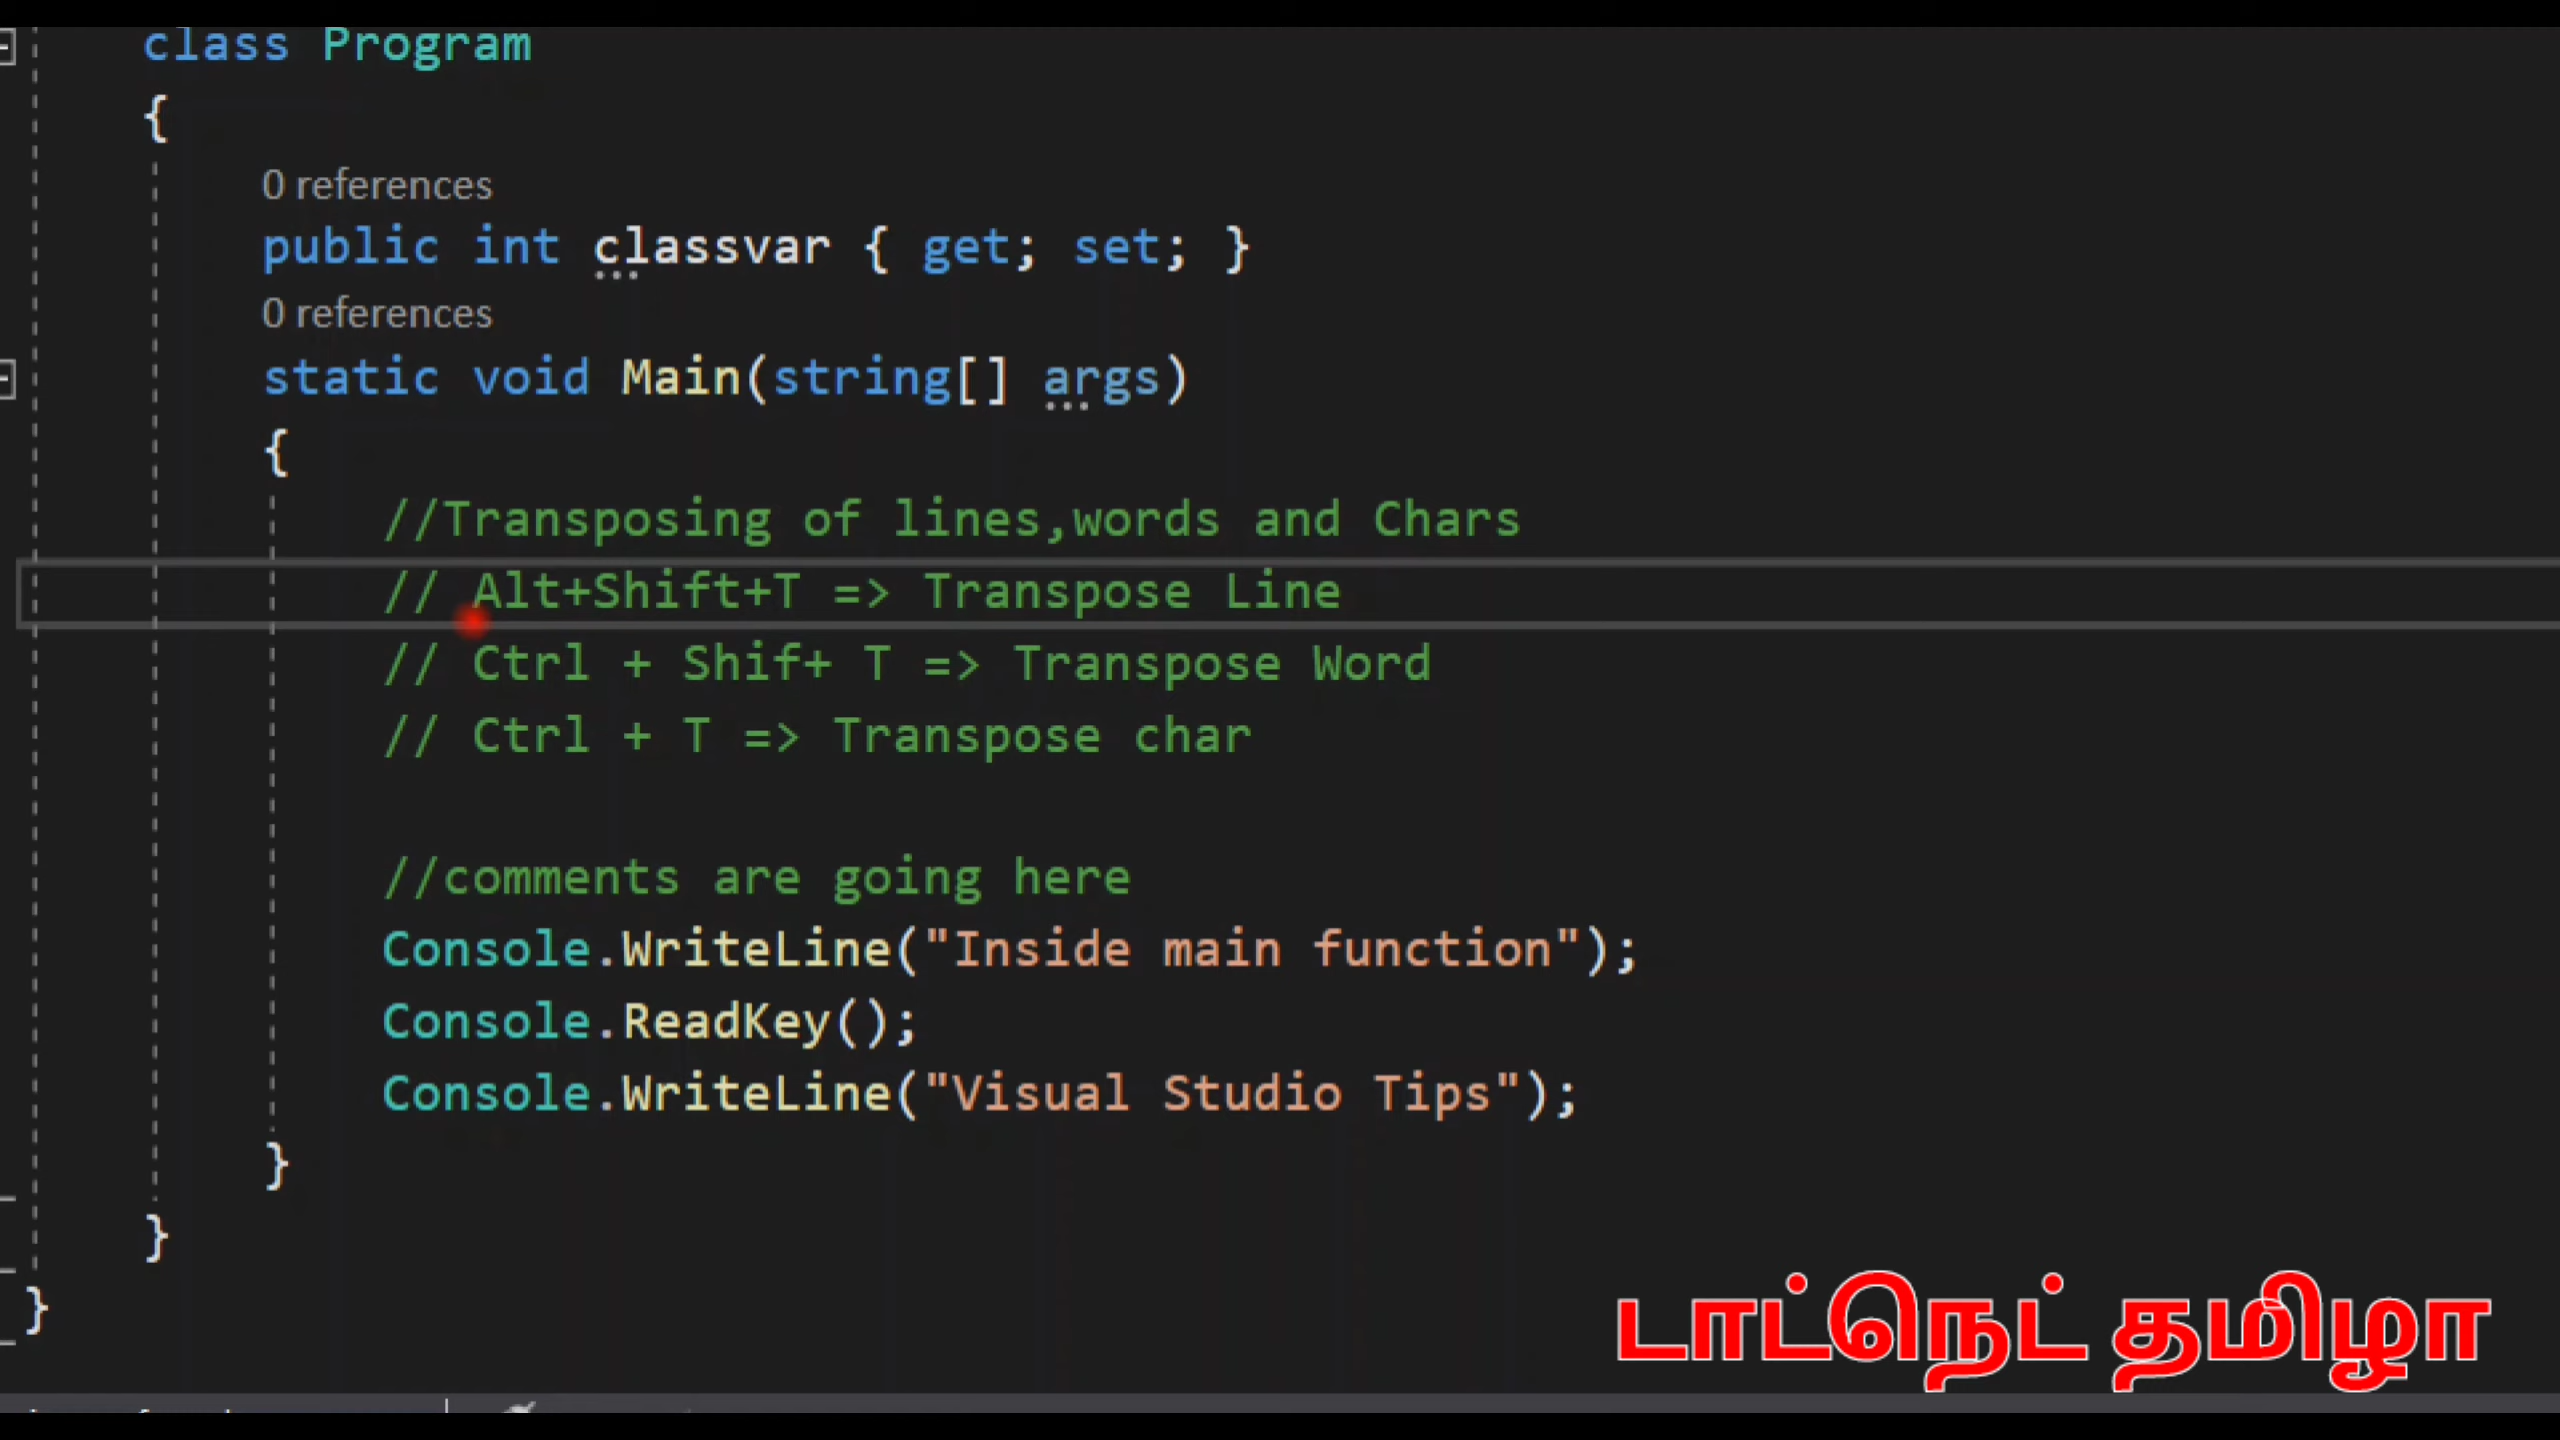 class Program
{
0 references
public int classvar { get; set; }
0 references
static void Main(string[] args)
{
//Transposing of lines,words and Chars
// Alt+Shift+T => Transpose Line
// Ctrl + Shif+ T => Transpose Word
// Ctrl + T => Transpose char
//comments are going here
Console.WriteLine("Inside main function");
Console.ReadKey();
Console.WriteLine("Visual Studio Tips");
}
}
}
டாட்நெட் தமிழா